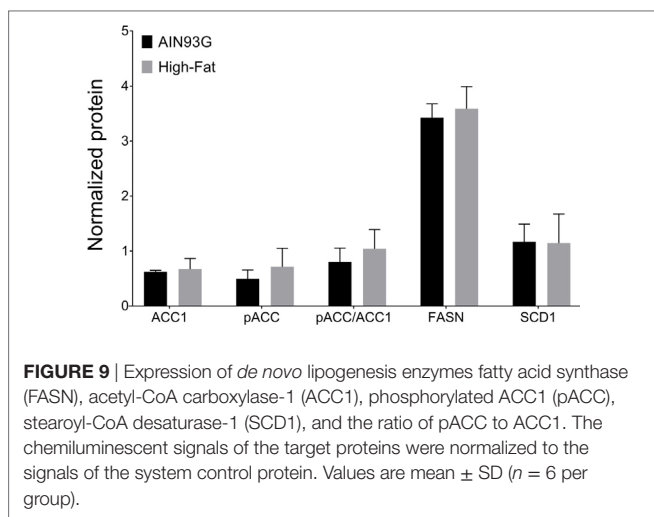 5
AIN93G
High-Fat
4
3
2
1
0
Normalized protein
ACC1 pACC pACC/ACC1 FASN SCD1
FIGURE 9 | Expression of de novo lipogenesis enzymes fatty acid synthase
(FASN), acetyl-CoA carboxylase-1 (ACC1), phosphorylated ACC1 (pACC),
stearoyl-CoA desaturase-1 (SCD1), and the ratio of pACC to ACC1. The
chemiluminescent signals of the target proteins were normalized to the
signals of the system control protein. Values are mean ± SD (n = 6 per
group).